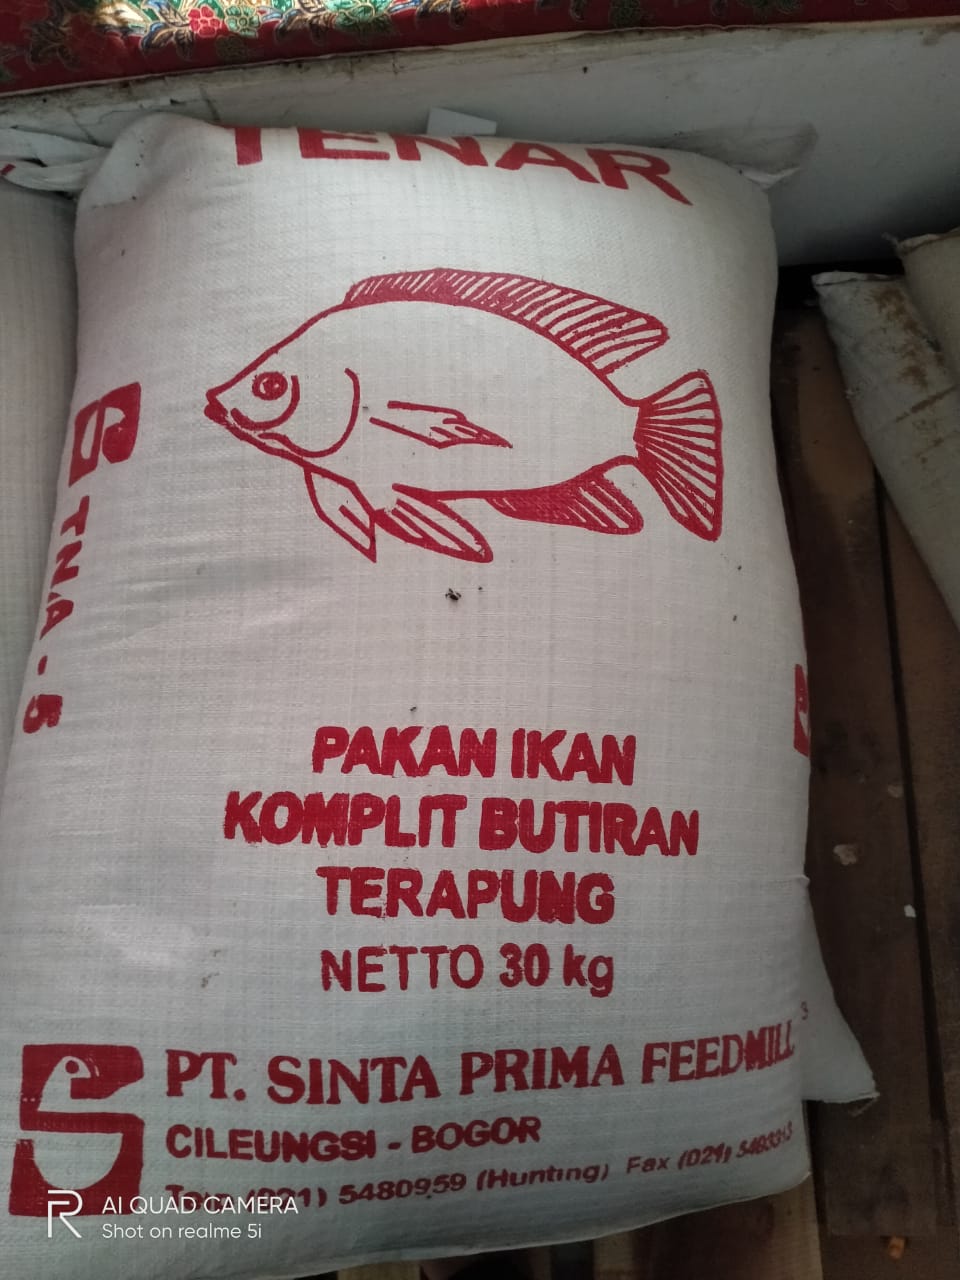 TENAR
TNA-5
PAKAN IKAN
KOMPLIT BUTIRAN
TERAPUNG
NETTO 30 kg
PT. SINTA PRIMA FEEDMILL
CILEUNGSI - BOGOR
(021) 5480959 (Hunting) Fax (021)
AI QUAD CAMERA
Shot on realme 5i